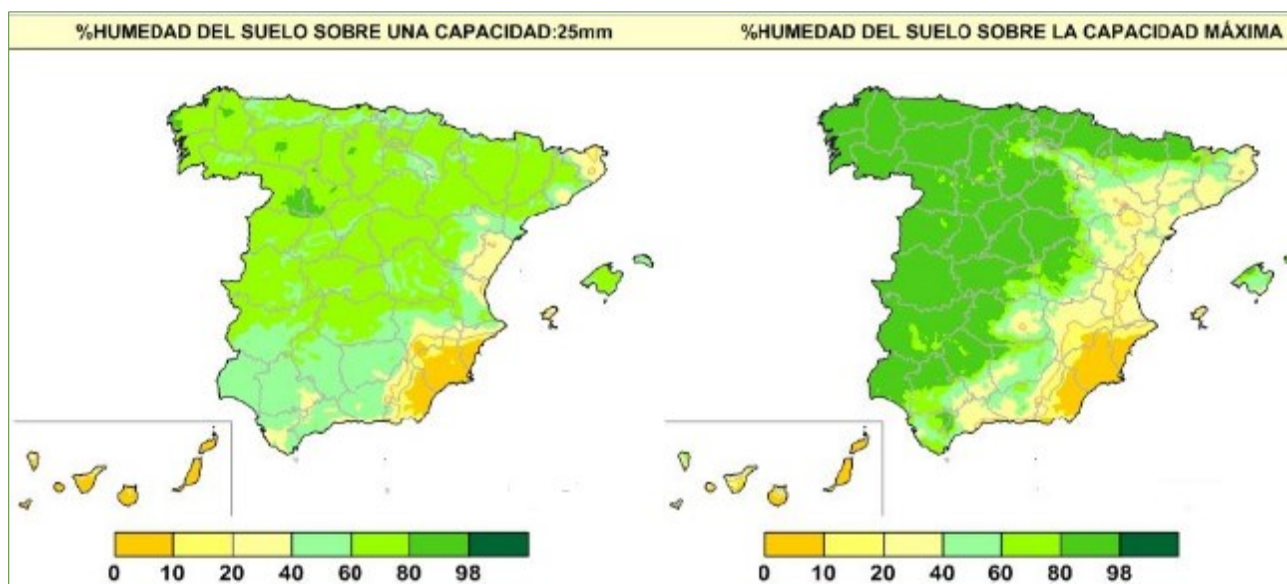 %HUMEDAD DEL SUELO SOBRE UNA CAPACIDAD:25mm
%HUMEDAD DEL SUELO SOBRE LA CAPACIDAD MÁXIMA
0 10 20 40 60 80 98
0 10 20 40 60 80 98